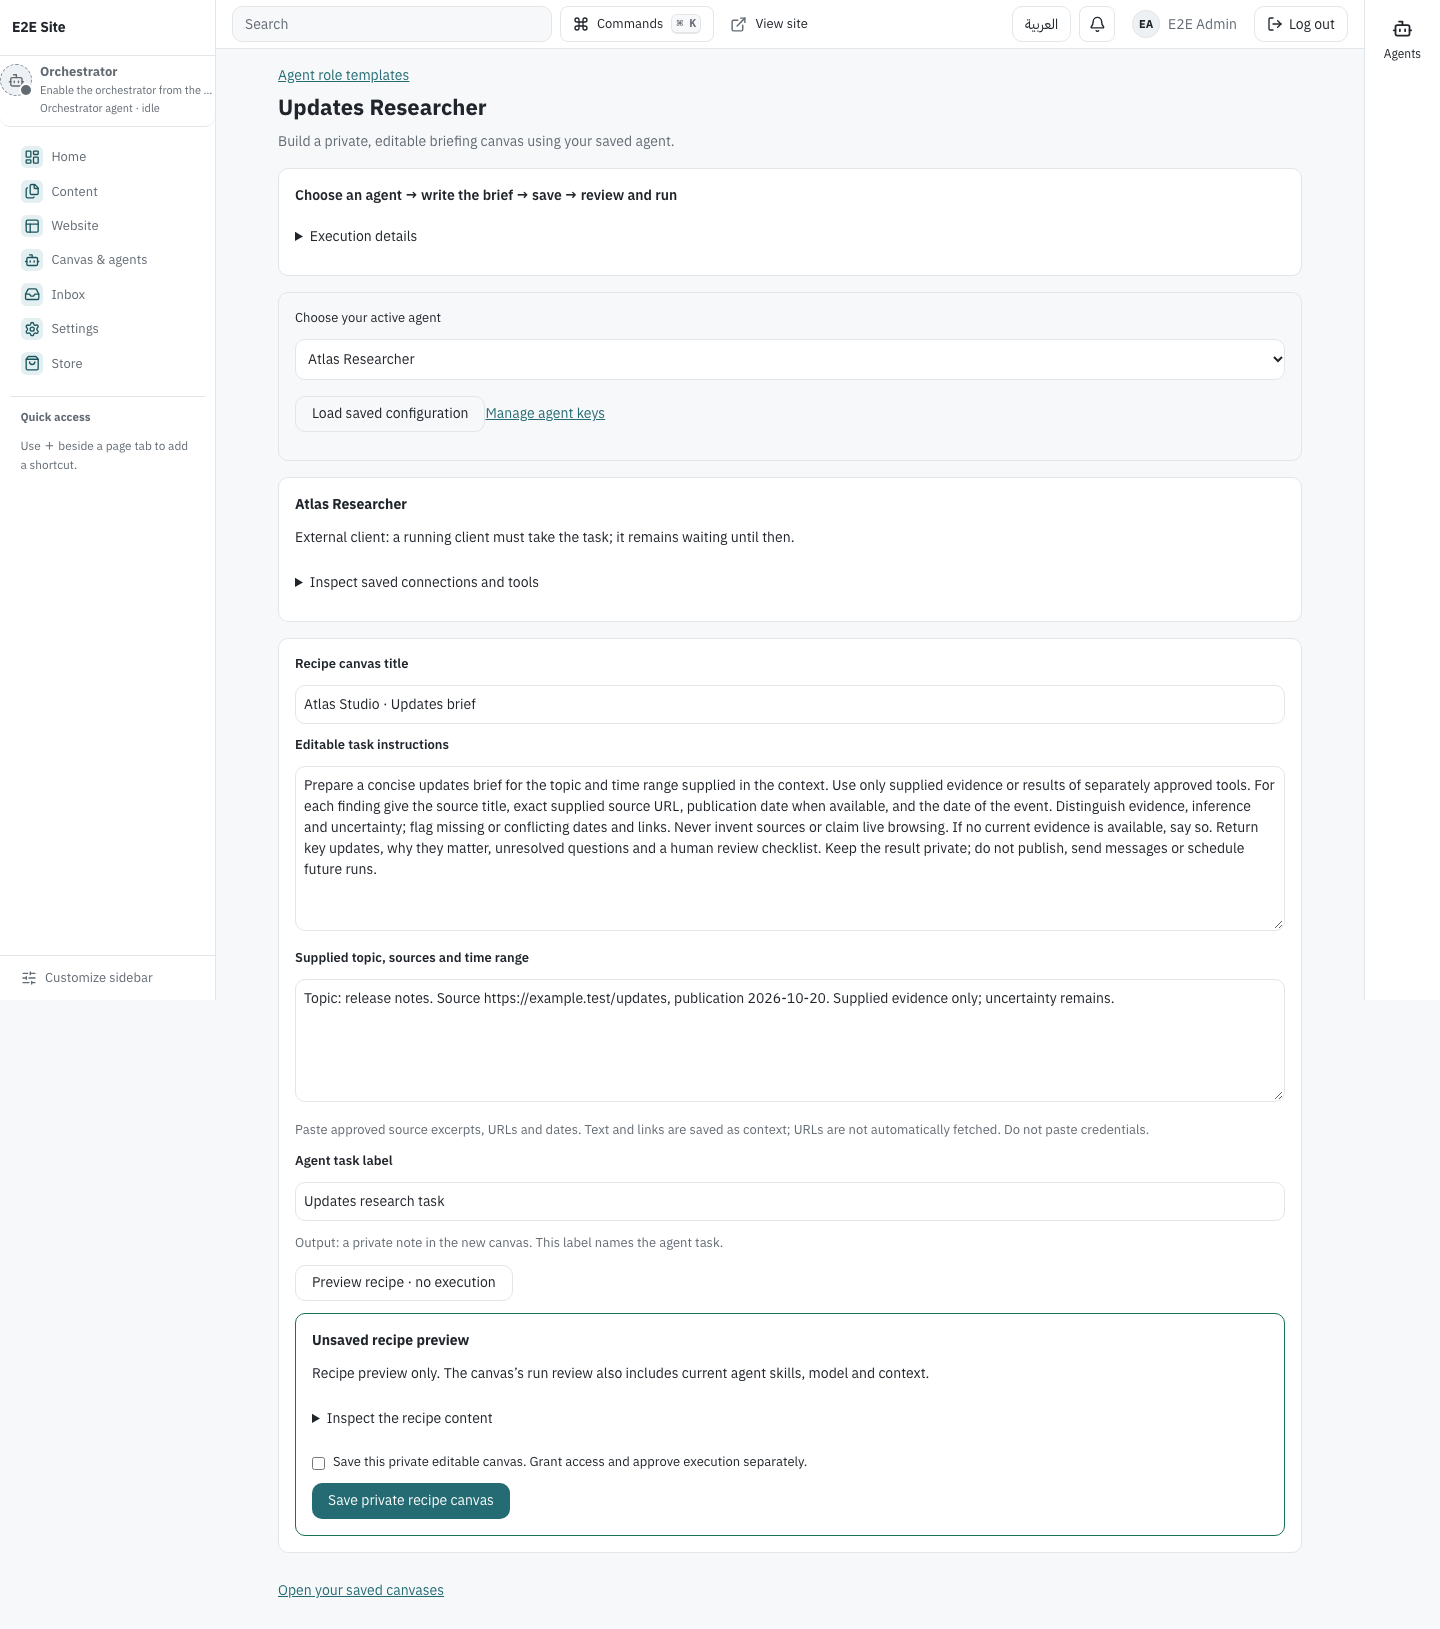 E2E Site
Orchestrator
Enable the orchestrator from the ...
Orchestrator agent · idle
Home
Content
Website
Canvas & agents
Inbox
Settings
Store
Quick access
Use + beside a page tab to add
a shortcut.
Customize sidebar
Search
Commands ⌘ K
View site
العربية
EA E2E Admin
Log out
Agents
Agent role templates
Updates Researcher
Build a private, editable briefing canvas using your saved agent.
Choose an agent → write the brief → save → review and run
Execution details
Choose your active agent
Atlas Researcher
Load saved configuration
Manage agent keys
Atlas Researcher
External client: a running client must take the task; it remains waiting until then.
Inspect saved connections and tools
Recipe canvas title
Atlas Studio · Updates brief
Editable task instructions
Prepare a concise updates brief for the topic and time range supplied in the context. Use only supplied evidence or results of separately approved tools. For
each finding give the source title, exact supplied source URL, publication date when available, and the date of the event. Distinguish evidence, inference
and uncertainty; flag missing or conflicting dates and links. Never invent sources or claim live browsing. If no current evidence is available, say so. Return
key updates, why they matter, unresolved questions and a human review checklist. Keep the result private; do not publish, send messages or schedule
future runs.
Supplied topic, sources and time range
Topic: release notes. Source https://example.test/updates, publication 2026-10-20. Supplied evidence only; uncertainty remains.
Paste approved source excerpts, URLs and dates. Text and links are saved as context; URLs are not automatically fetched. Do not paste credentials.
Agent task label
Updates research task
Output: a private note in the new canvas. This label names the agent task.
Preview recipe · no execution
Unsaved recipe preview
Recipe preview only. The canvas’s run review also includes current agent skills, model and context.
Inspect the recipe content
Save this private editable canvas. Grant access and approve execution separately.
Save private recipe canvas
Open your saved canvases